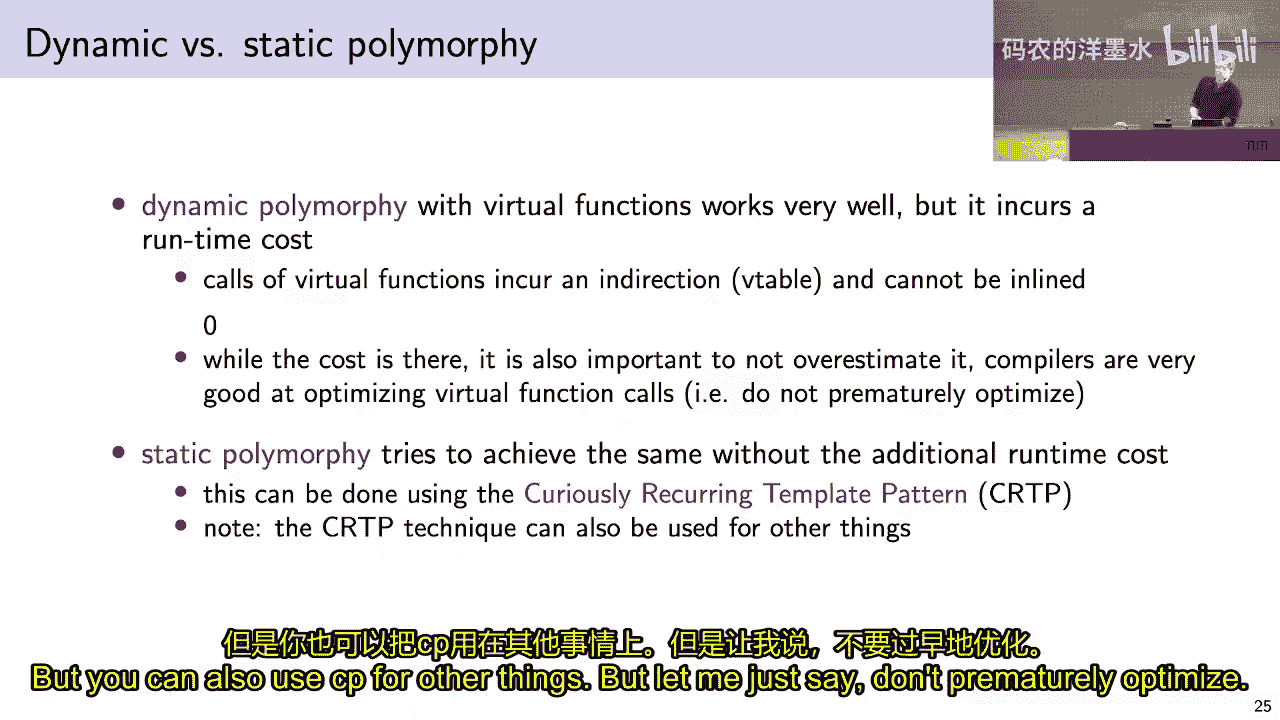 Dynamic vs. static polymorphy
码农的洋墨水 bilibili
• dynamic polymorphy with virtual functions works very well, but it incurs a
run-time cost
• calls of virtual functions incur an indirection (vtable) and cannot be inlined
0
• while the cost is there, it is also important to not overestimate it, compilers are very
good at optimizing virtual function calls (i.e. do not prematurely optimize)
• static polymorphy tries to achieve the same without the additional runtime cost
• this can be done using the Curiously Recurring Template Pattern (CRTP)
• note: the CRTP technique can also be used for other things
但是你也可以把cp用在其他事情上。但是让我说，不要过早地优化。
But you can also use cp for other things. But let me just say, don't prematurely optimize.
25